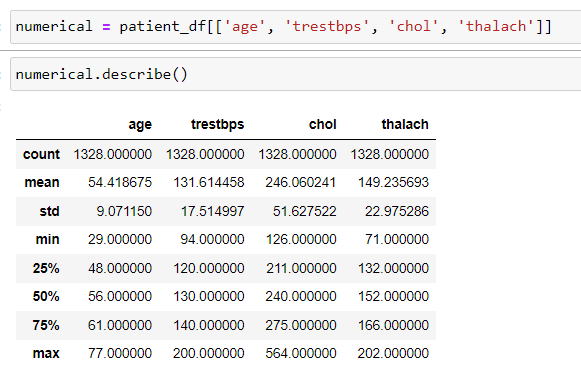 numerical = patient_df[['age', 'trestbps', 'chol', 'thalach']]
numerical.describe()
age trestbps chol thalach
count 1328.000000 1328.000000 1328.000000 1328.000000
mean 54.418675 131.614458 246.060241 149.235693
std 9.071150 17.514997 51.627522 22.975286
min 29.000000 94.000000 126.000000 71.000000
25% 48.000000 120.000000 211.000000 132.000000
50% 56.000000 130.000000 240.000000 152.000000
75% 61.000000 140.000000 275.000000 166.000000
max 77.000000 200.000000 564.000000 202.000000